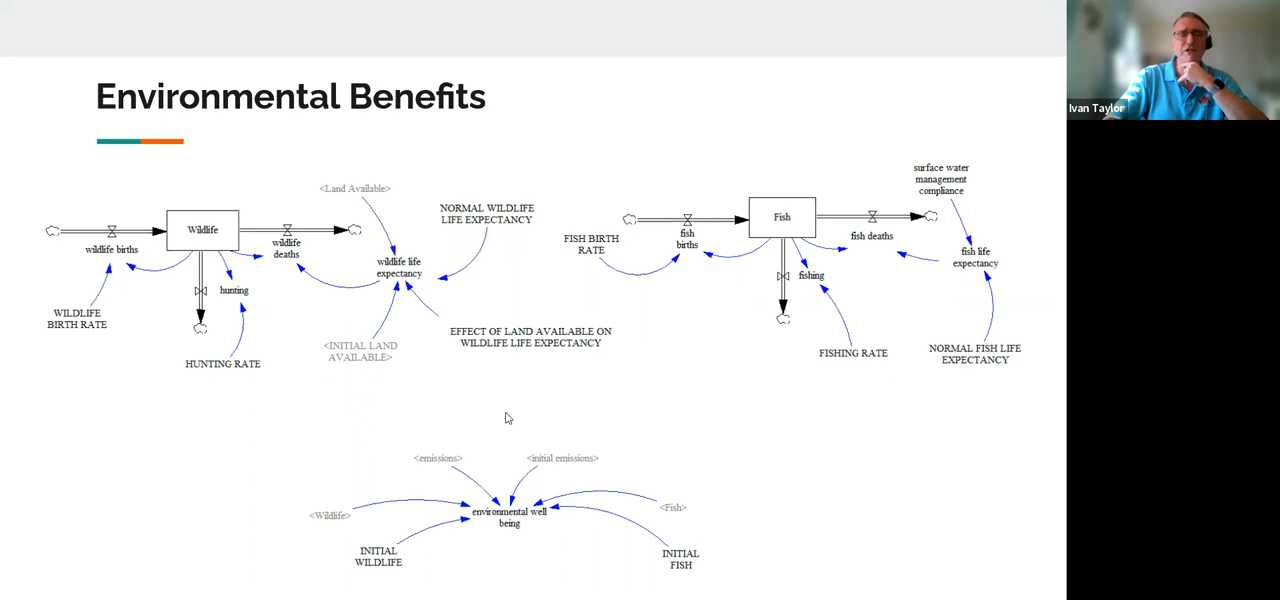 Environmental Benefits
Ivan Taylor
<Land Available>
NORMAL WILDLIFE
LIFE EXPECTANCY
Wildlife
wildlife births
wildlife
deaths
wildlife life
expectancy
hunting
WILDLIFE
BIRTH RATE
HUNTING RATE
<INITIAL LAND
AVAILABLE>
EFFECT OF LAND AVAILABLE ON
WILDLIFE LIFE EXPECTANCY
surface water
management
compliance
Fish
FISH BIRTH
RATE
fish
births
fish deaths
fish life
expectancy
fishing
FISHING RATE
NORMAL FISH LIFE
EXPECTANCY
<emissions>
<initial emissions>
<Wildlife>
<Fish>
environmental well
being
INITIAL
WILDLIFE
INITIAL
FISH